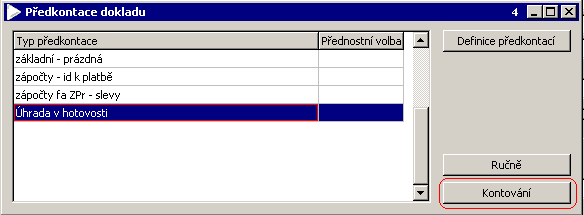 Předkontace dokladu 4
Typ předkontace Přednostní volba
základní - prázdná
zápočty - id k platbě
zápočty fa ZPr - slevy
Úhrada v hotovosti
Definice předkontací
Ručně
Kontování